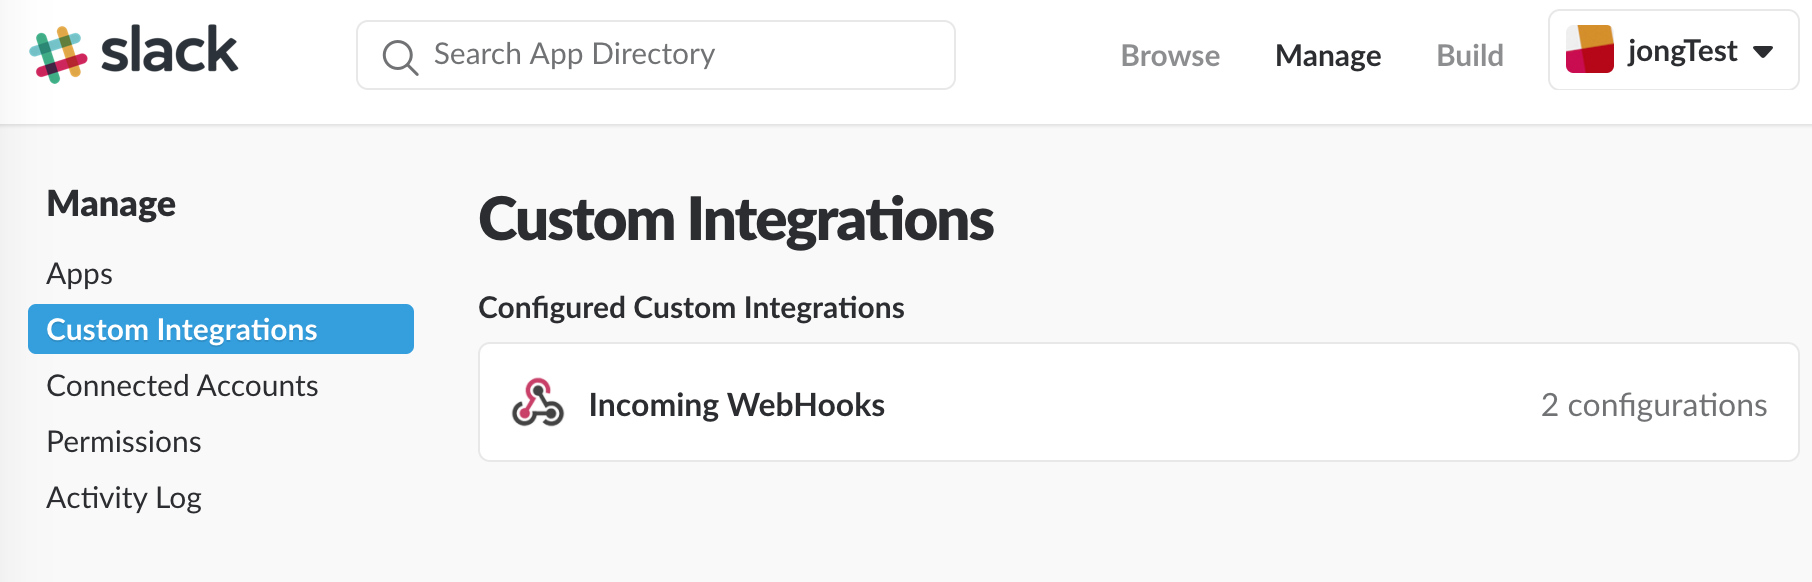 slack
Search App Directory
Browse
Manage
Build
jongTest
Manage
Apps
Custom Integrations
Connected Accounts
Permissions
Activity Log
Custom Integrations
Configured Custom Integrations
Incoming WebHooks
2 configurations